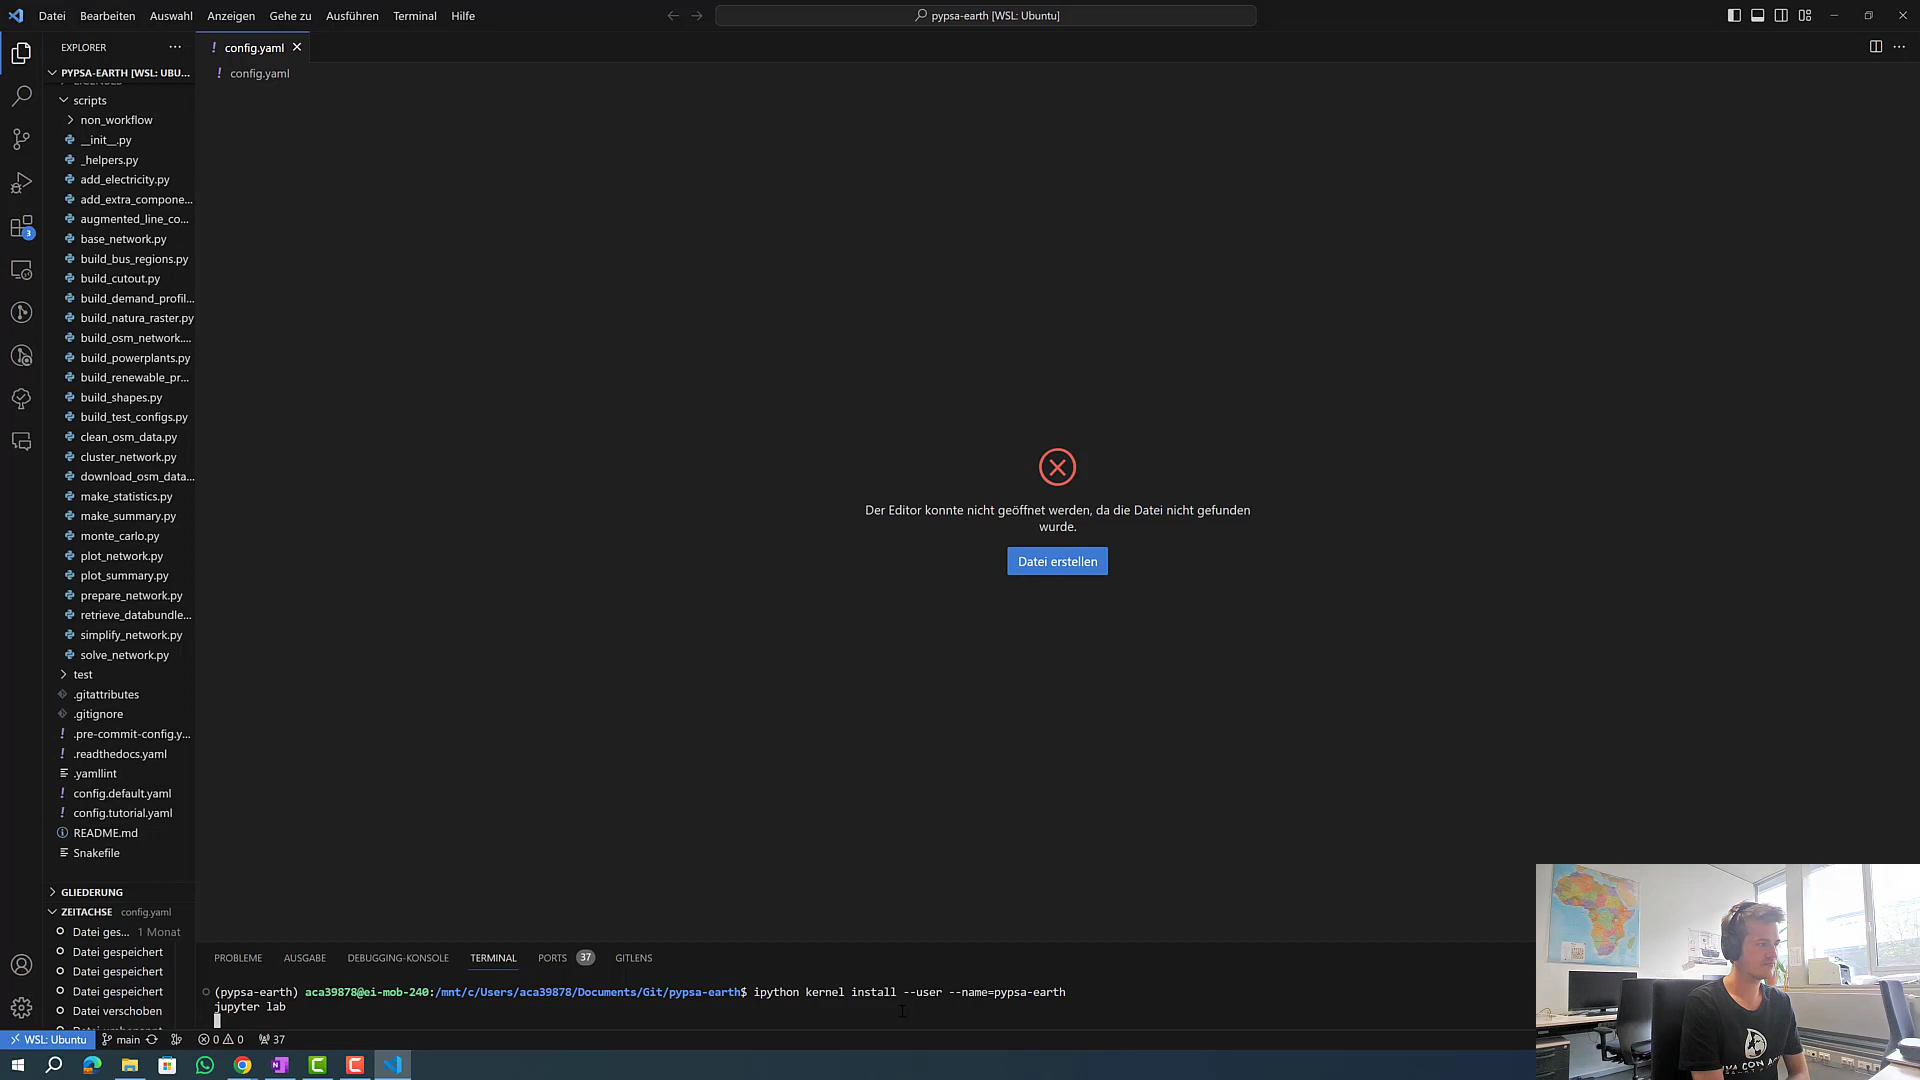 Datei Bearbeiten Auswahl Anzeigen Gehe zu Ausführen Terminal Hilfe
pypsa-earth [WSL: Ubuntu]
EXPLORER
config.yaml
config.yaml
PYPSA-EARTH [WSL: UBU...
scripts
non_workflow
__init__.py
_helpers.py
add_electricity.py
add_extra_compone...
augmented_line_co...
base_network.py
build_bus_regions.py
build_cutout.py
build_demand_profil...
build_natura_raster.py
build_osm_network....
build_powerplants.py
build_renewable_pr...
build_shapes.py
build_test_configs.py
clean_osm_data.py
cluster_network.py
download_osm_data...
make_statistics.py
make_summary.py
monte_carlo.py
plot_network.py
plot_summary.py
prepare_network.py
retrieve_databundle...
simplify_network.py
solve_network.py
test
.gitattributes
.gitignore
.pre-commit-config.y...
.readthedocs.yaml
.yamllint
config.default.yaml
config.tutorial.yaml
README.md
Snakefile
GLIEDERUNG
ZEITACHSE config.yaml
Datei ges... 1 Monat
Datei gespeichert
Datei gespeichert
Datei gespeichert
Datei verschoben
3
Der Editor konnte nicht geöffnet werden, da die Datei nicht gefunden
wurde.
Datei erstellen
PROBLEME AUSGABE DEBUGGING-KONSOLE TERMINAL PORTS 37 GITLENS
(pypsa-earth) aca39878@ei-mob-240:/mnt/c/Users/aca39878/Documents/Git/pypsa-earth$ ipython kernel install --user --name=pypsa-earth
jupyter lab
WSL: Ubuntu main 0 0 37